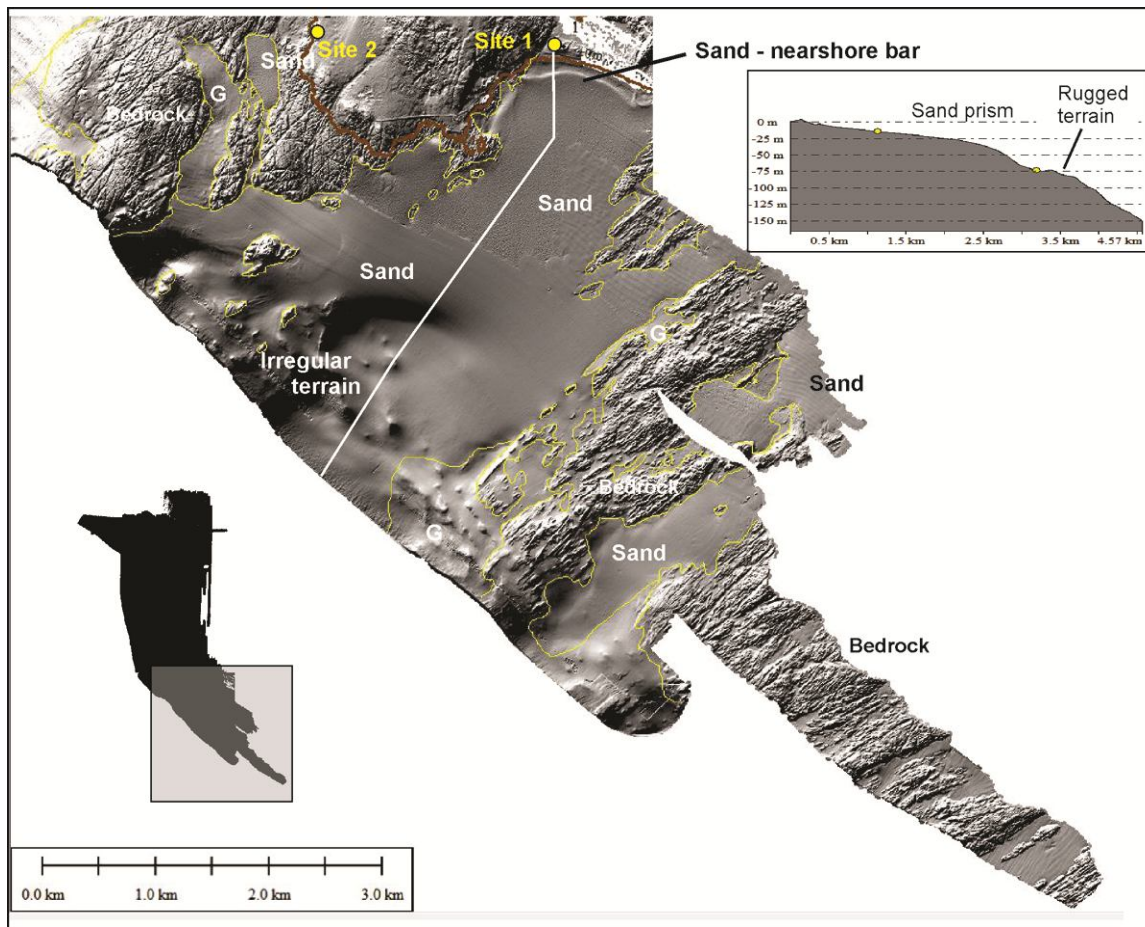 Site 2
Site 1
Sand - nearshore bar
Sand
G
Bedrock
Sand prism
Rugged
terrain
0 m
-25 m
-50 m
-75 m
-100 m
-125 m
-150 m
0.5 km
1.5 km
2.5 km
3.5 km
4.57 km
Sand
Sand
G
Irregular
terrain
Sand
Bedrock
G
Sand
Bedrock
0.0 km
1.0 km
2.0 km
3.0 km